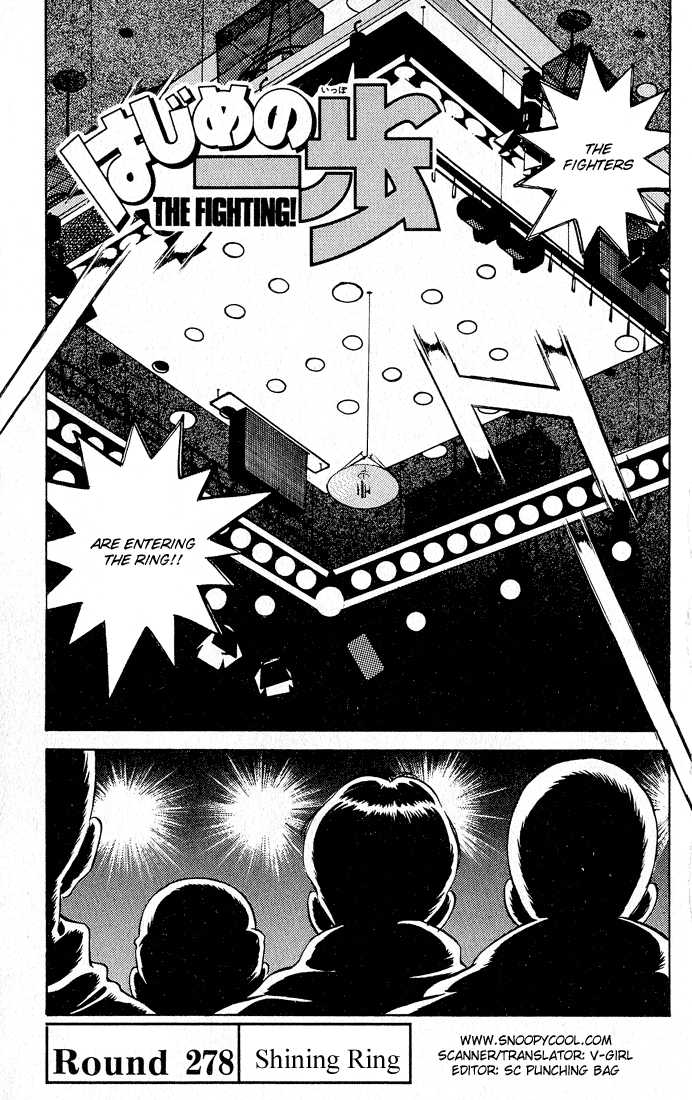 はじめの
一歩
いっぽ
THE FIGHTING!
THE
FIGHTERS
ARE ENTERING
THE RING!!
Round 278
Shining Ring
WWW.SNOOPYCOOL.COM
SCANNER/TRANSLATOR: V-GIRL
EDITOR: SC PUNCHING BAG